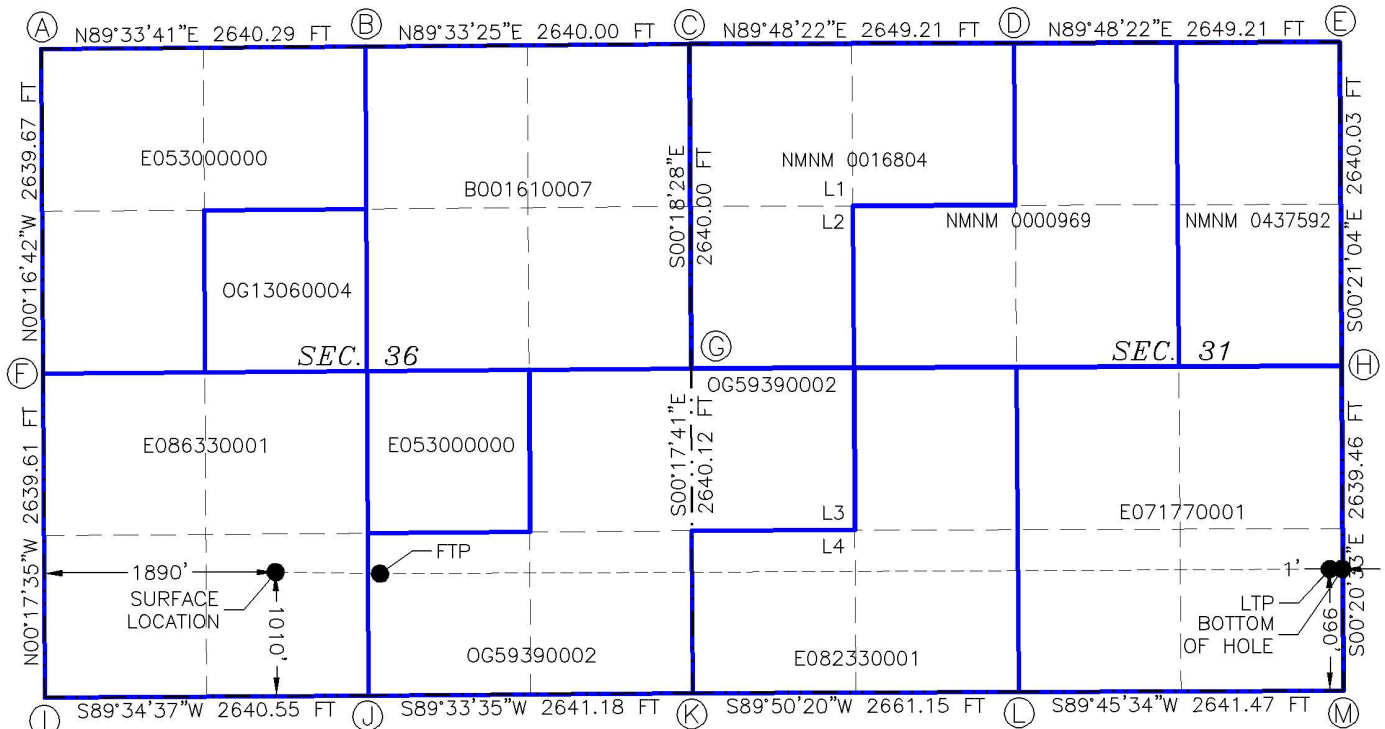 A B C D E
N89°33'41"E 2640.29 FT
N89°33'25"E 2640.00 FT
N89°48'22"E 2649.21 FT
N89°48'22"E 2649.21 FT
N00°16'42"W 2639.67 FT
E053000000
B001610007
S00°18'28"E
2640.00 FT
NMNM 0016804
L1
L2
NMNM 0000969
NMNM 0437592
S00°21'04"E 2640.03 FT
OG13060004
SEC. 36
SEC. 31
F G H
OG59390002
N00°17'35"W 2639.61 FT
E086330001
E053000000
S00°17'41"E
2640.12 FT
L3
L4
E071770001
S00°20'33"E 2639.46 FT
FTP
1890'
SURFACE
LOCATION
1010'
1'
LTP
BOTTOM
OF HOLE
990'
OG59390002
E082330001
I J K L M
S89°34'37"W 2640.55 FT
S89°33'35"W 2641.18 FT
S89°50'20"W 2661.15 FT
S89°45'34"W 2641.47 FT